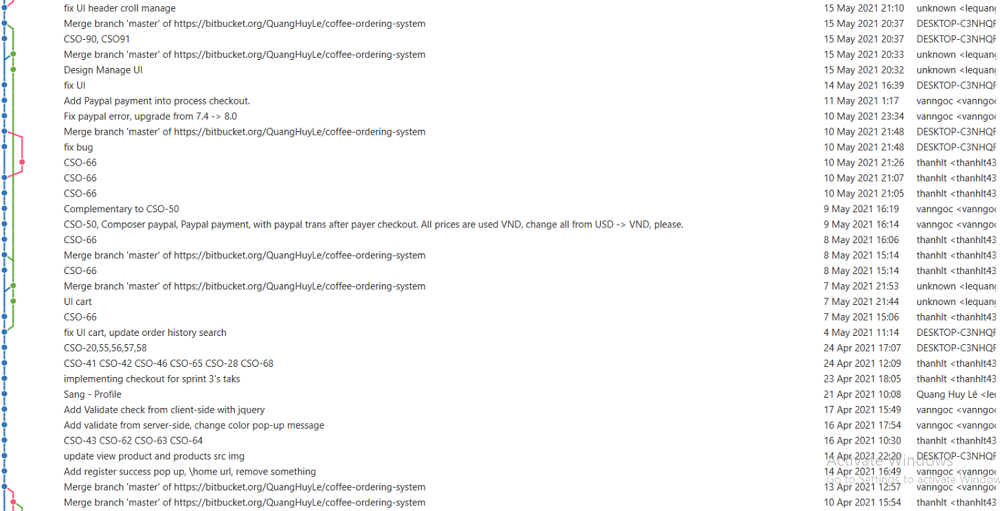 fix UI header croll manage 15 May 2021 21:10 unknown <lequang
Merge branch 'master' of https://bitbucket.org/QuangHuyLe/coffee-ordering-system 15 May 2021 20:37 DESKTOP-C3NHQF
CSO-90, CSO91 15 May 2021 20:37 DESKTOP-C3NHQF
Merge branch 'master' of https://bitbucket.org/QuangHuyLe/coffee-ordering-system 15 May 2021 20:33 unknown <lequang
Design Manage UI 15 May 2021 20:32 unknown <lequang
fix UI 14 May 2021 16:39 DESKTOP-C3NHQF
Add Paypal payment into process checkout. 11 May 2021 1:17 vanngoc <vanngoc
Fix paypal error, upgrade from 7.4 -> 8.0 10 May 2021 23:34 vanngoc <vanngoc
Merge branch 'master' of https://bitbucket.org/QuangHuyLe/coffee-ordering-system 10 May 2021 21:48 DESKTOP-C3NHQF
fix bug 10 May 2021 21:48 DESKTOP-C3NHQF
CSO-66 10 May 2021 21:26 thanhlt <thanhlt43
CSO-66 10 May 2021 21:07 thanhlt <thanhlt43
CSO-66 10 May 2021 21:05 thanhlt <thanhlt43
Complementary to CSO-50 9 May 2021 16:19 vanngoc <vanngoc
CSO-50, Composer paypal, Paypal payment, with paypal trans after payer checkout. All prices are used VND, change all from USD -> VND, please. 9 May 2021 16:14 vanngoc <vanngoc
CSO-66 8 May 2021 16:06 thanhlt <thanhlt43
Merge branch 'master' of https://bitbucket.org/QuangHuyLe/coffee-ordering-system 8 May 2021 15:14 thanhlt <thanhlt43
CSO-66 8 May 2021 15:14 thanhlt <thanhlt43
Merge branch 'master' of https://bitbucket.org/QuangHuyLe/coffee-ordering-system 7 May 2021 21:53 unknown <lequang
UI cart 7 May 2021 21:44 unknown <lequang
CSO-66 7 May 2021 15:06 thanhlt <thanhlt43
fix UI cart, update order history search 4 May 2021 11:14 DESKTOP-C3NHQF
CSO-20,55,56,57,58 24 Apr 2021 17:07 DESKTOP-C3NHQF
CSO-41 CSO-42 CSO-46 CSO-65 CSO-28 CSO-68 24 Apr 2021 12:09 thanhlt <thanhlt43
implementing checkout for sprint 3's taks 23 Apr 2021 18:05 thanhlt <thanhlt43
Sang - Profile 21 Apr 2021 10:08 Quang Huy Lê <leq
Add Validate check from client-side with jquery 17 Apr 2021 15:49 vanngoc <vanngoc
Add validate from server-side, change color pop-up message 16 Apr 2021 17:54 vanngoc <vanngoc
CSO-43 CSO-62 CSO-63 CSO-64 16 Apr 2021 10:30 thanhlt <thanhlt43
update view product and products src img 14 Apr 2021 22:20 DESKTOP-C3NHQF
Activate Windows
Add register success pop up, \home url, remove something 14 Apr 2021 16:49 vanngoc <vanngoc
Go to Settings to activate Window
Merge branch 'master' of https://bitbucket.org/QuangHuyLe/coffee-ordering-system 13 Apr 2021 12:57 vanngoc <vanngoc
Merge branch 'master' of https://bitbucket.org/QuangHuyLe/coffee-ordering-system 10 Apr 2021 15:54 thanhlt <thanhlt43